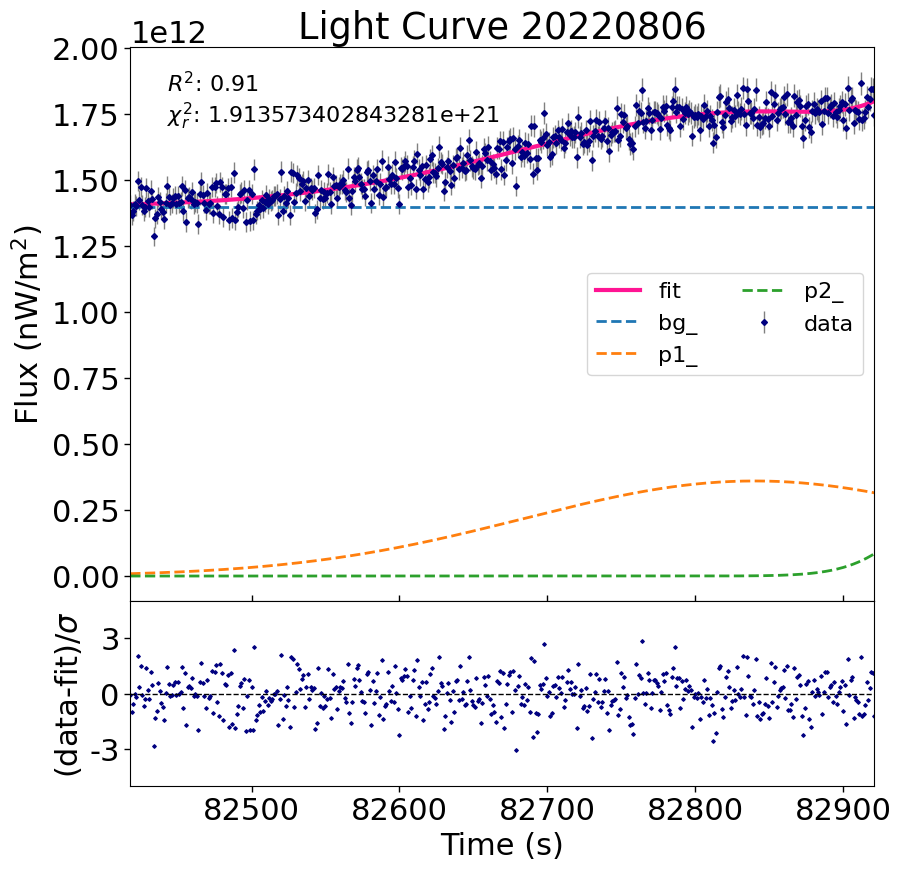 Light Curve 20220806
1e12
R²: 0.91
χ²ᵣ: 1.913573402843281e+21
2.00
1.75
1.50
1.25
1.00
0.75
0.50
0.25
0.00
Flux (nW/m²)
fit
bg_
p1_
p2_
data
3
0
-3
(data-fit)/σ
82500 82600 82700 82800 82900
Time (s)